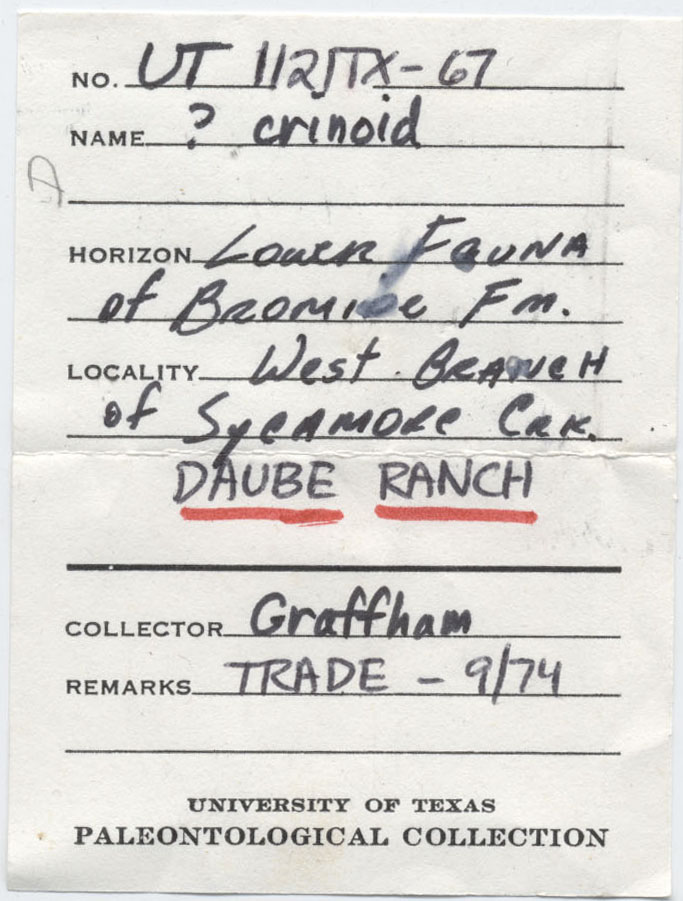 NO. UT 1125TX-67
NAME ? crinoid
HORIZON Lower Fauna
of Bromide Fm.
LOCALITY West Branch
of Sycamore Crk.
DAUBE RANCH
COLLECTOR Graffham
REMARKS TRADE - 9/74
UNIVERSITY OF TEXAS
PALEONTOLOGICAL COLLECTION